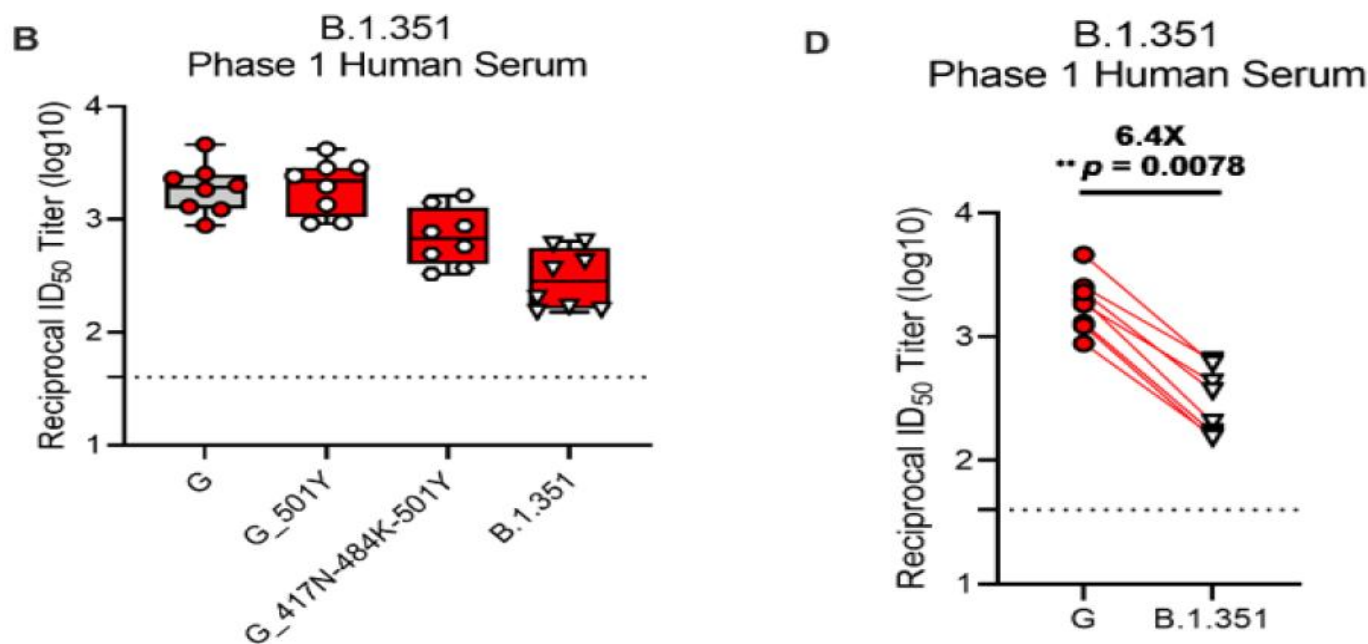 B
B.1.351
Phase 1 Human Serum
Reciprocal ID50 Titer (log10)
4
3
2
1
G
G_501Y
G_417N-484K-501Y
B.1.351
D
B.1.351
Phase 1 Human Serum
6.4X
** p = 0.0078
Reciprocal ID50 Titer (log10)
4
3
2
1
G
B.1.351